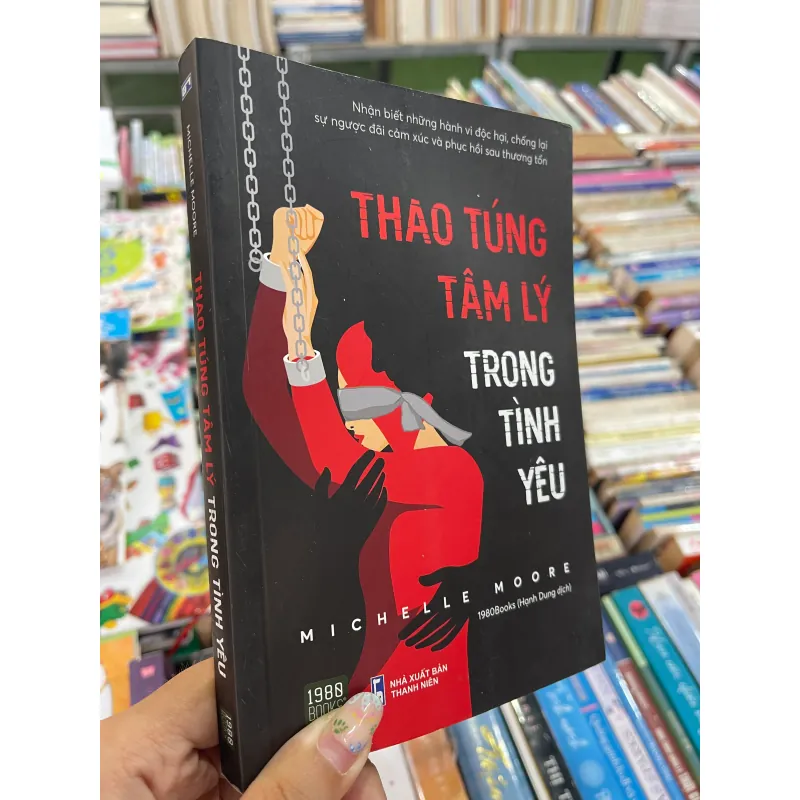 Nhận biết những hành vi độc hại, chống lại
sự ngược đãi cảm xúc và phục hồi sau thương tổn
THAO TÚNG
TÂM LÝ
TRONG
TÌNH
YÊU
MICHELLE MOORE
1980Books (Hạnh Dung dịch)
1980
BOOKS
NHÀ XUẤT BẢN
THANH NIÊN
MICHELLE MOORE
THAO TÚNG TÂM LÝ TRONG TÌNH YÊU
1980
BOOKS